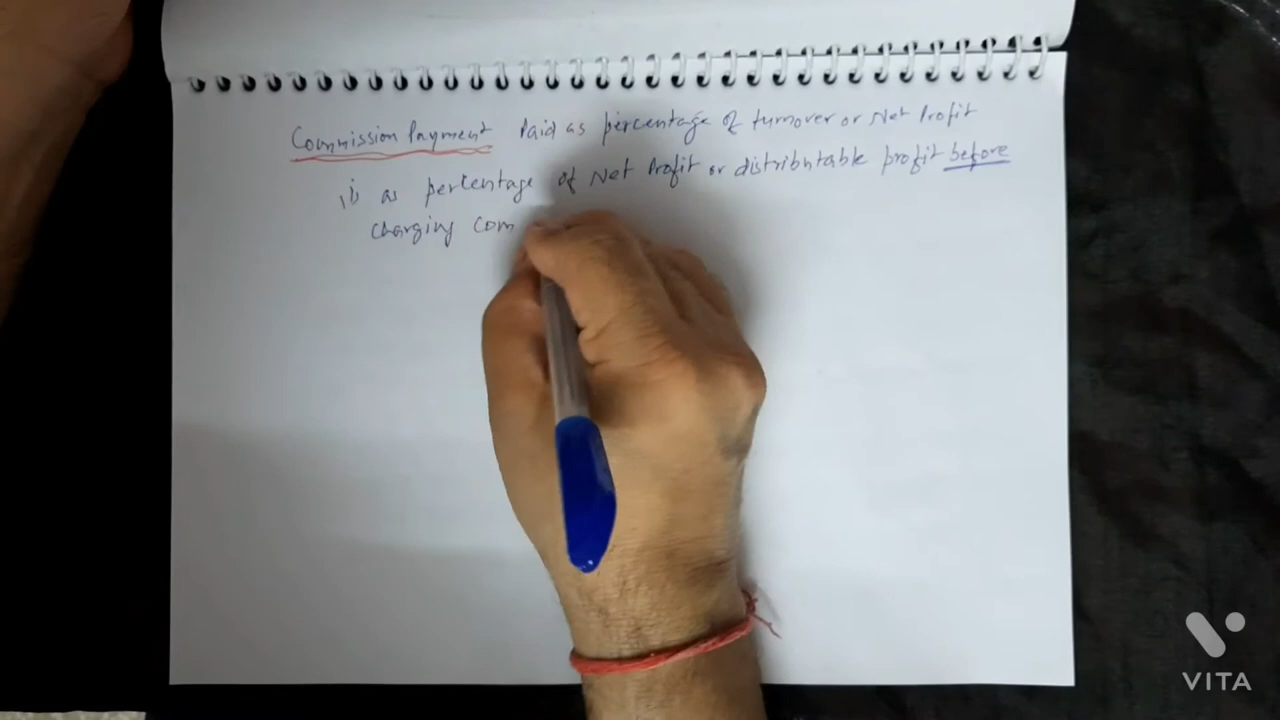 Commission Payment Paid as percentage of turnover or Net Profit
i) as percentage of Net Profit or distributable profit before
charging com
VITA